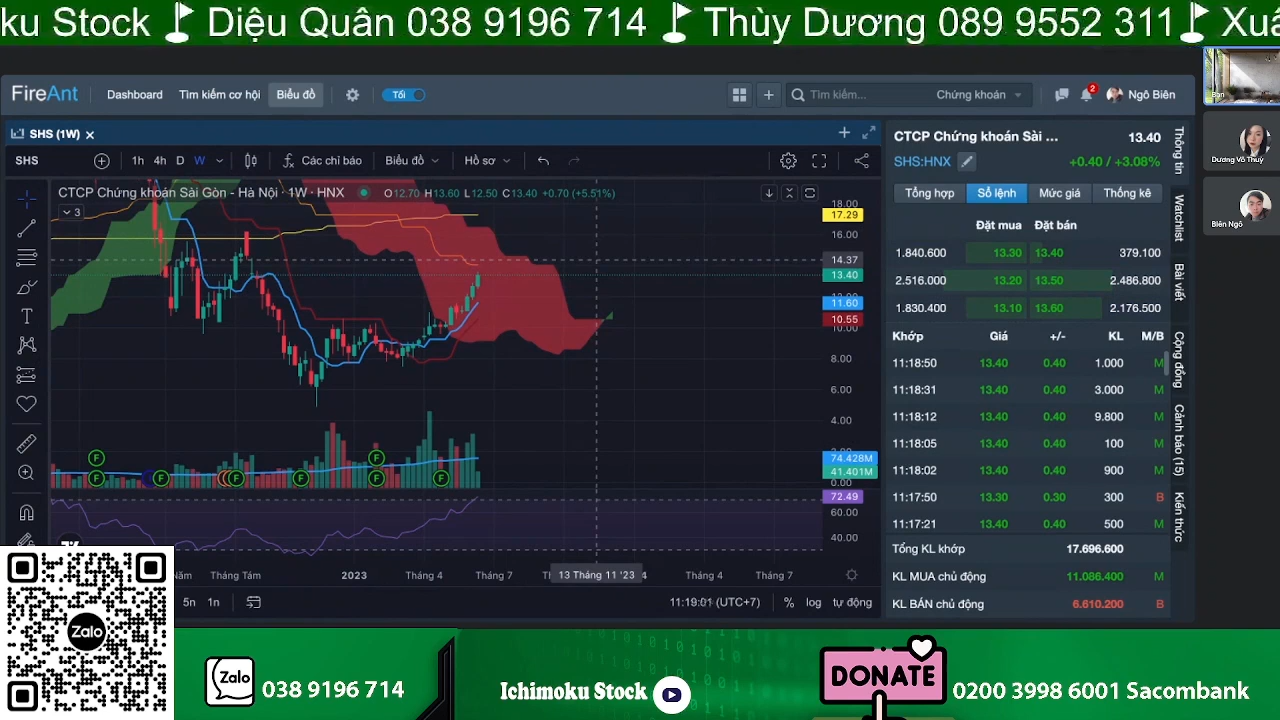 ku Stock Diệu Quân 038 9196 714 Thùy Dương 089 9552 311 Xuâ
FireAnt Dashboard Tìm kiếm cơ hội Biểu đồ Tối Tìm kiếm... Chứng khoán 2 Ngô Biên
Bạn
SHS (1W)
SHS 1h 4h D W Các chỉ báo Biểu đồ Hồ sơ
CTCP Chứng khoán Sài Gòn - Hà Nội · 1W · HNX O12.70 H13.60 L12.50 C13.40 +0.70 (+5.51%)
3
18.00
17.29
16.00
14.37
13.40
12.00
11.60
10.55
10.00
8.00
6.00
4.00
74.428M
41.401M
0.00
72.49
60.00
40.00
F F F F F F F
Năm Tháng Tám 2023 Tháng 4 Tháng 7 13 Tháng 11 '23 4 Tháng 4 Tháng 7
5n 1n 11:19:01 (UTC+7) % log tự động
CTCP Chứng khoán Sài ... 13.40
SHS:HNX +0.40 / +3.08%
Tổng hợp Sổ lệnh Mức giá Thống kê
Đặt mua Đặt bán
1.840.600 13.30 13.40 379.100
2.516.000 13.20 13.50 2.486.800
1.830.400 13.10 13.60 2.176.500
Khớp Giá +/- KL M/B
11:18:50 13.40 0.40 1.000 M
11:18:31 13.40 0.40 3.000 M
11:18:12 13.40 0.40 9.800 M
11:18:05 13.40 0.40 100 M
11:18:02 13.40 0.40 900 M
11:17:50 13.30 0.30 300 B
11:17:21 13.40 0.40 500 M
Tổng KL khớp 17.696.600
KL MUA chủ động 11.086.400 M
KL BÁN chủ động 6.610.200 B
Thông tin
Watchlist
Bài viết
Cộng đồng
Cảnh báo (15)
Kiến thức
Dương Võ Thùy
Biên Ngô
Zalo
Zalo 038 9196 714
Ichimoku Stock
DONATE 0200 3998 6001 Sacombank